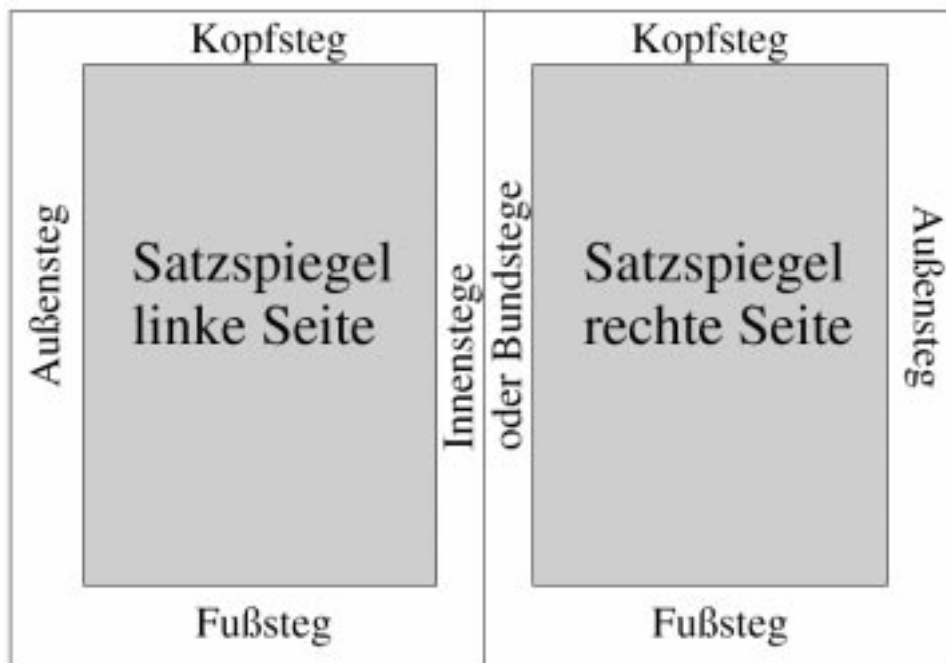 Kopfsteg
Außensteg
Satzspiegel
linke Seite
Innenstege
Fußsteg
Kopfsteg
oder Bundstege
Satzspiegel
rechte Seite
Außensteg
Fußsteg